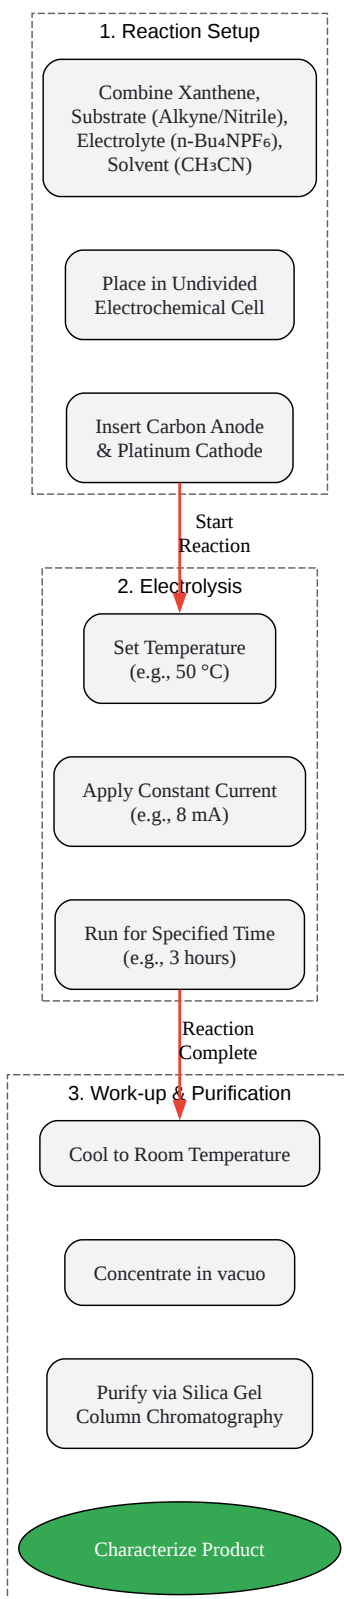 1. Reaction Setup
Combine Xanthene,
Substrate (Alkyne/Nitrile),
Electrolyte (n-Bu₄NPF₆),
Solvent (CH₃CN)
Place in Undivided
Electrochemical Cell
Insert Carbon Anode
& Platinum Cathode
Start
Reaction
2. Electrolysis
Set Temperature
(e.g., 50 °C)
Apply Constant Current
(e.g., 8 mA)
Run for Specified Time
(e.g., 3 hours)
Reaction
Complete
3. Work-up & Purification
Cool to Room Temperature
Concentrate in vacuo
Purify via Silica Gel
Column Chromatography
Characterize Product